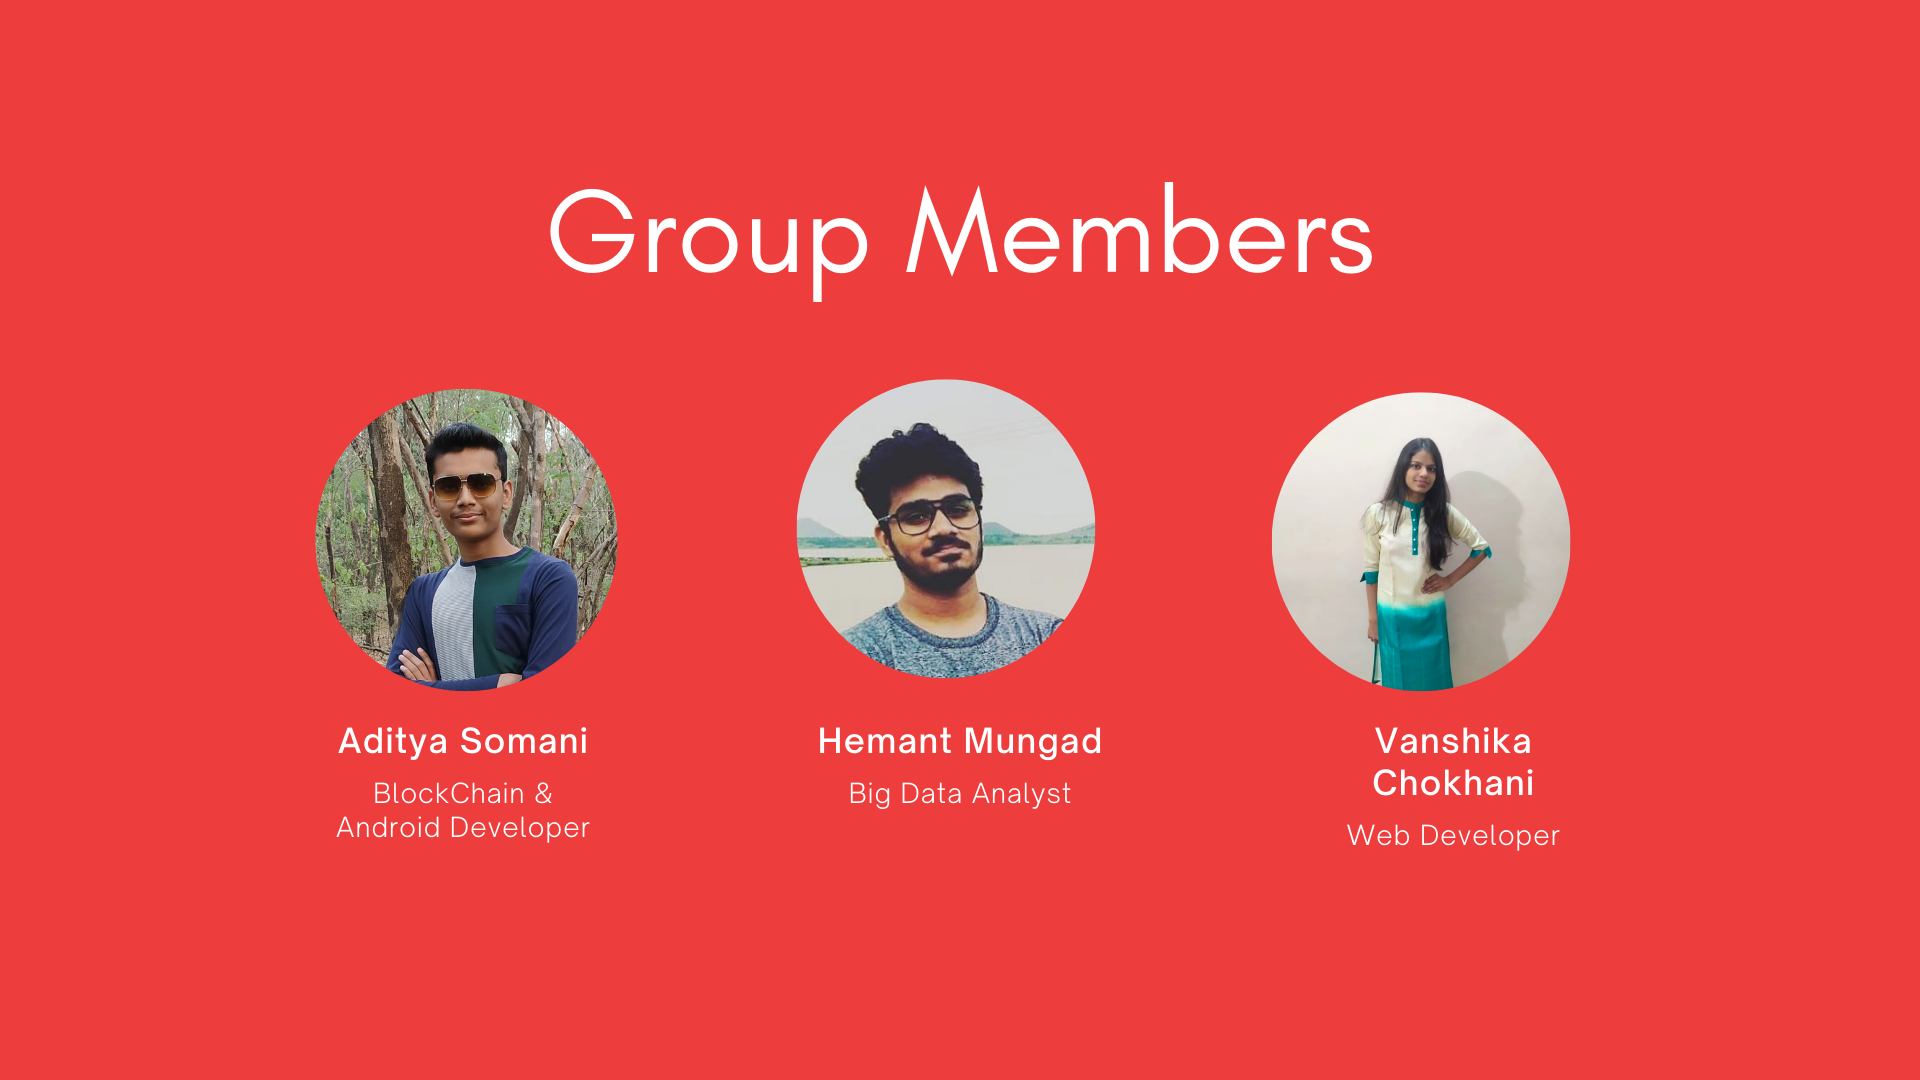 Group Members
Aditya Somani
BlockChain &
Android Developer
Hemant Mungad
Big Data Analyst
Vanshika
Chokhani
Web Developer